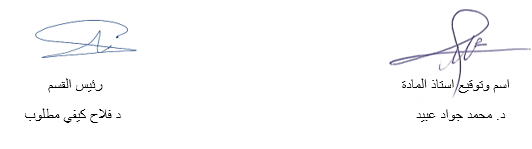 اسم وتوقيع استاذ المادة
د. محمد جواد عبيد
رئيس القسم
د فلاح كيفي مطلوب